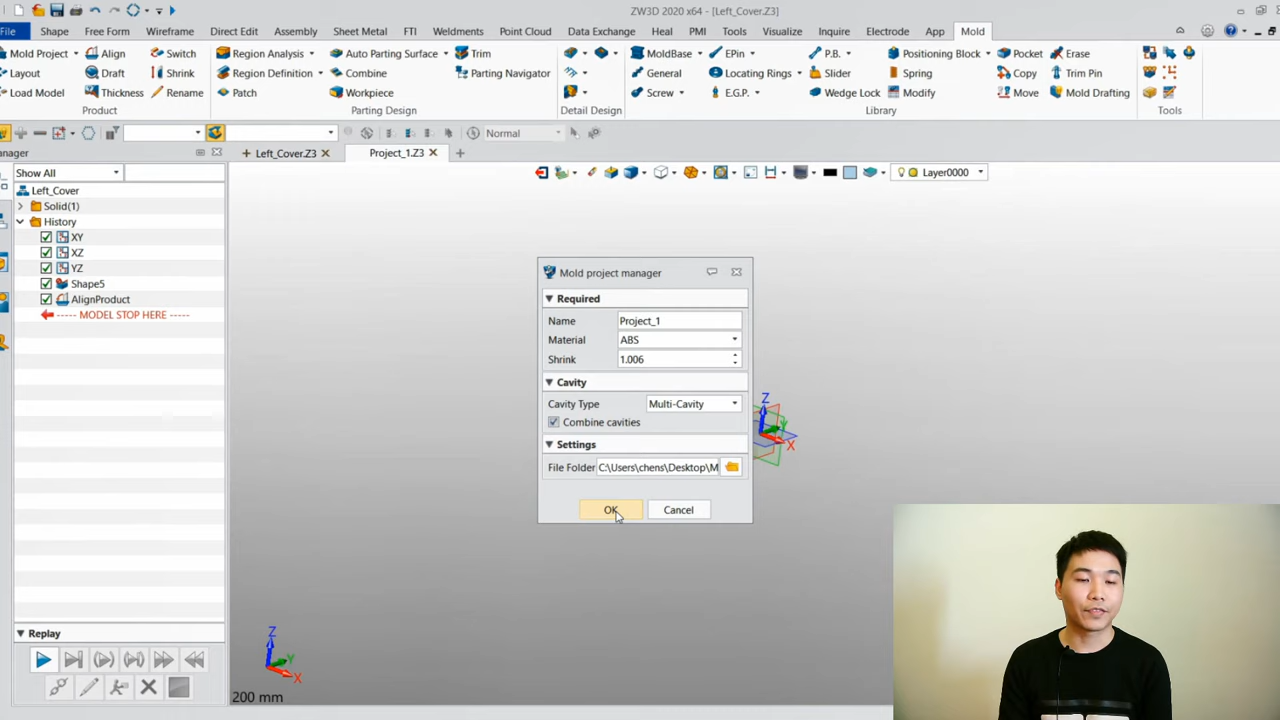 ZW3D 2020 x64 - [Left_Cover.Z3]
File Shape Free Form Wireframe Direct Edit Assembly Sheet Metal FTI Weldments Point Cloud Data Exchange Heal PMI Tools Visualize Inquire Electrode App Mold
Mold Project Align Switch Region Analysis Auto Parting Surface Trim MoldBase EPin P.B. Positioning Block Pocket Erase
Layout Draft Shrink Region Definition Combine Parting Navigator General Locating Rings Slider Spring Copy Trim Pin
Load Model Thickness Rename Patch Workpiece Screw E.G.P. Wedge Lock Modify Move Mold Drafting
Product Parting Design Detail Design Library Tools
Normal
anager Left_Cover.Z3 Project_1.Z3
Show All Layer0000
Left_Cover
Solid(1)
History
XY
XZ
YZ
Shape5
AlignProduct
----- MODEL STOP HERE -----
Mold project manager
Required
Name Project_1
Material ABS
Shrink 1.006
Cavity
Cavity Type Multi-Cavity
Combine cavities
Settings
File Folder C:\Users\chens\Desktop\M
OK Cancel
Z
X
Replay
Z
Y
X
200 mm